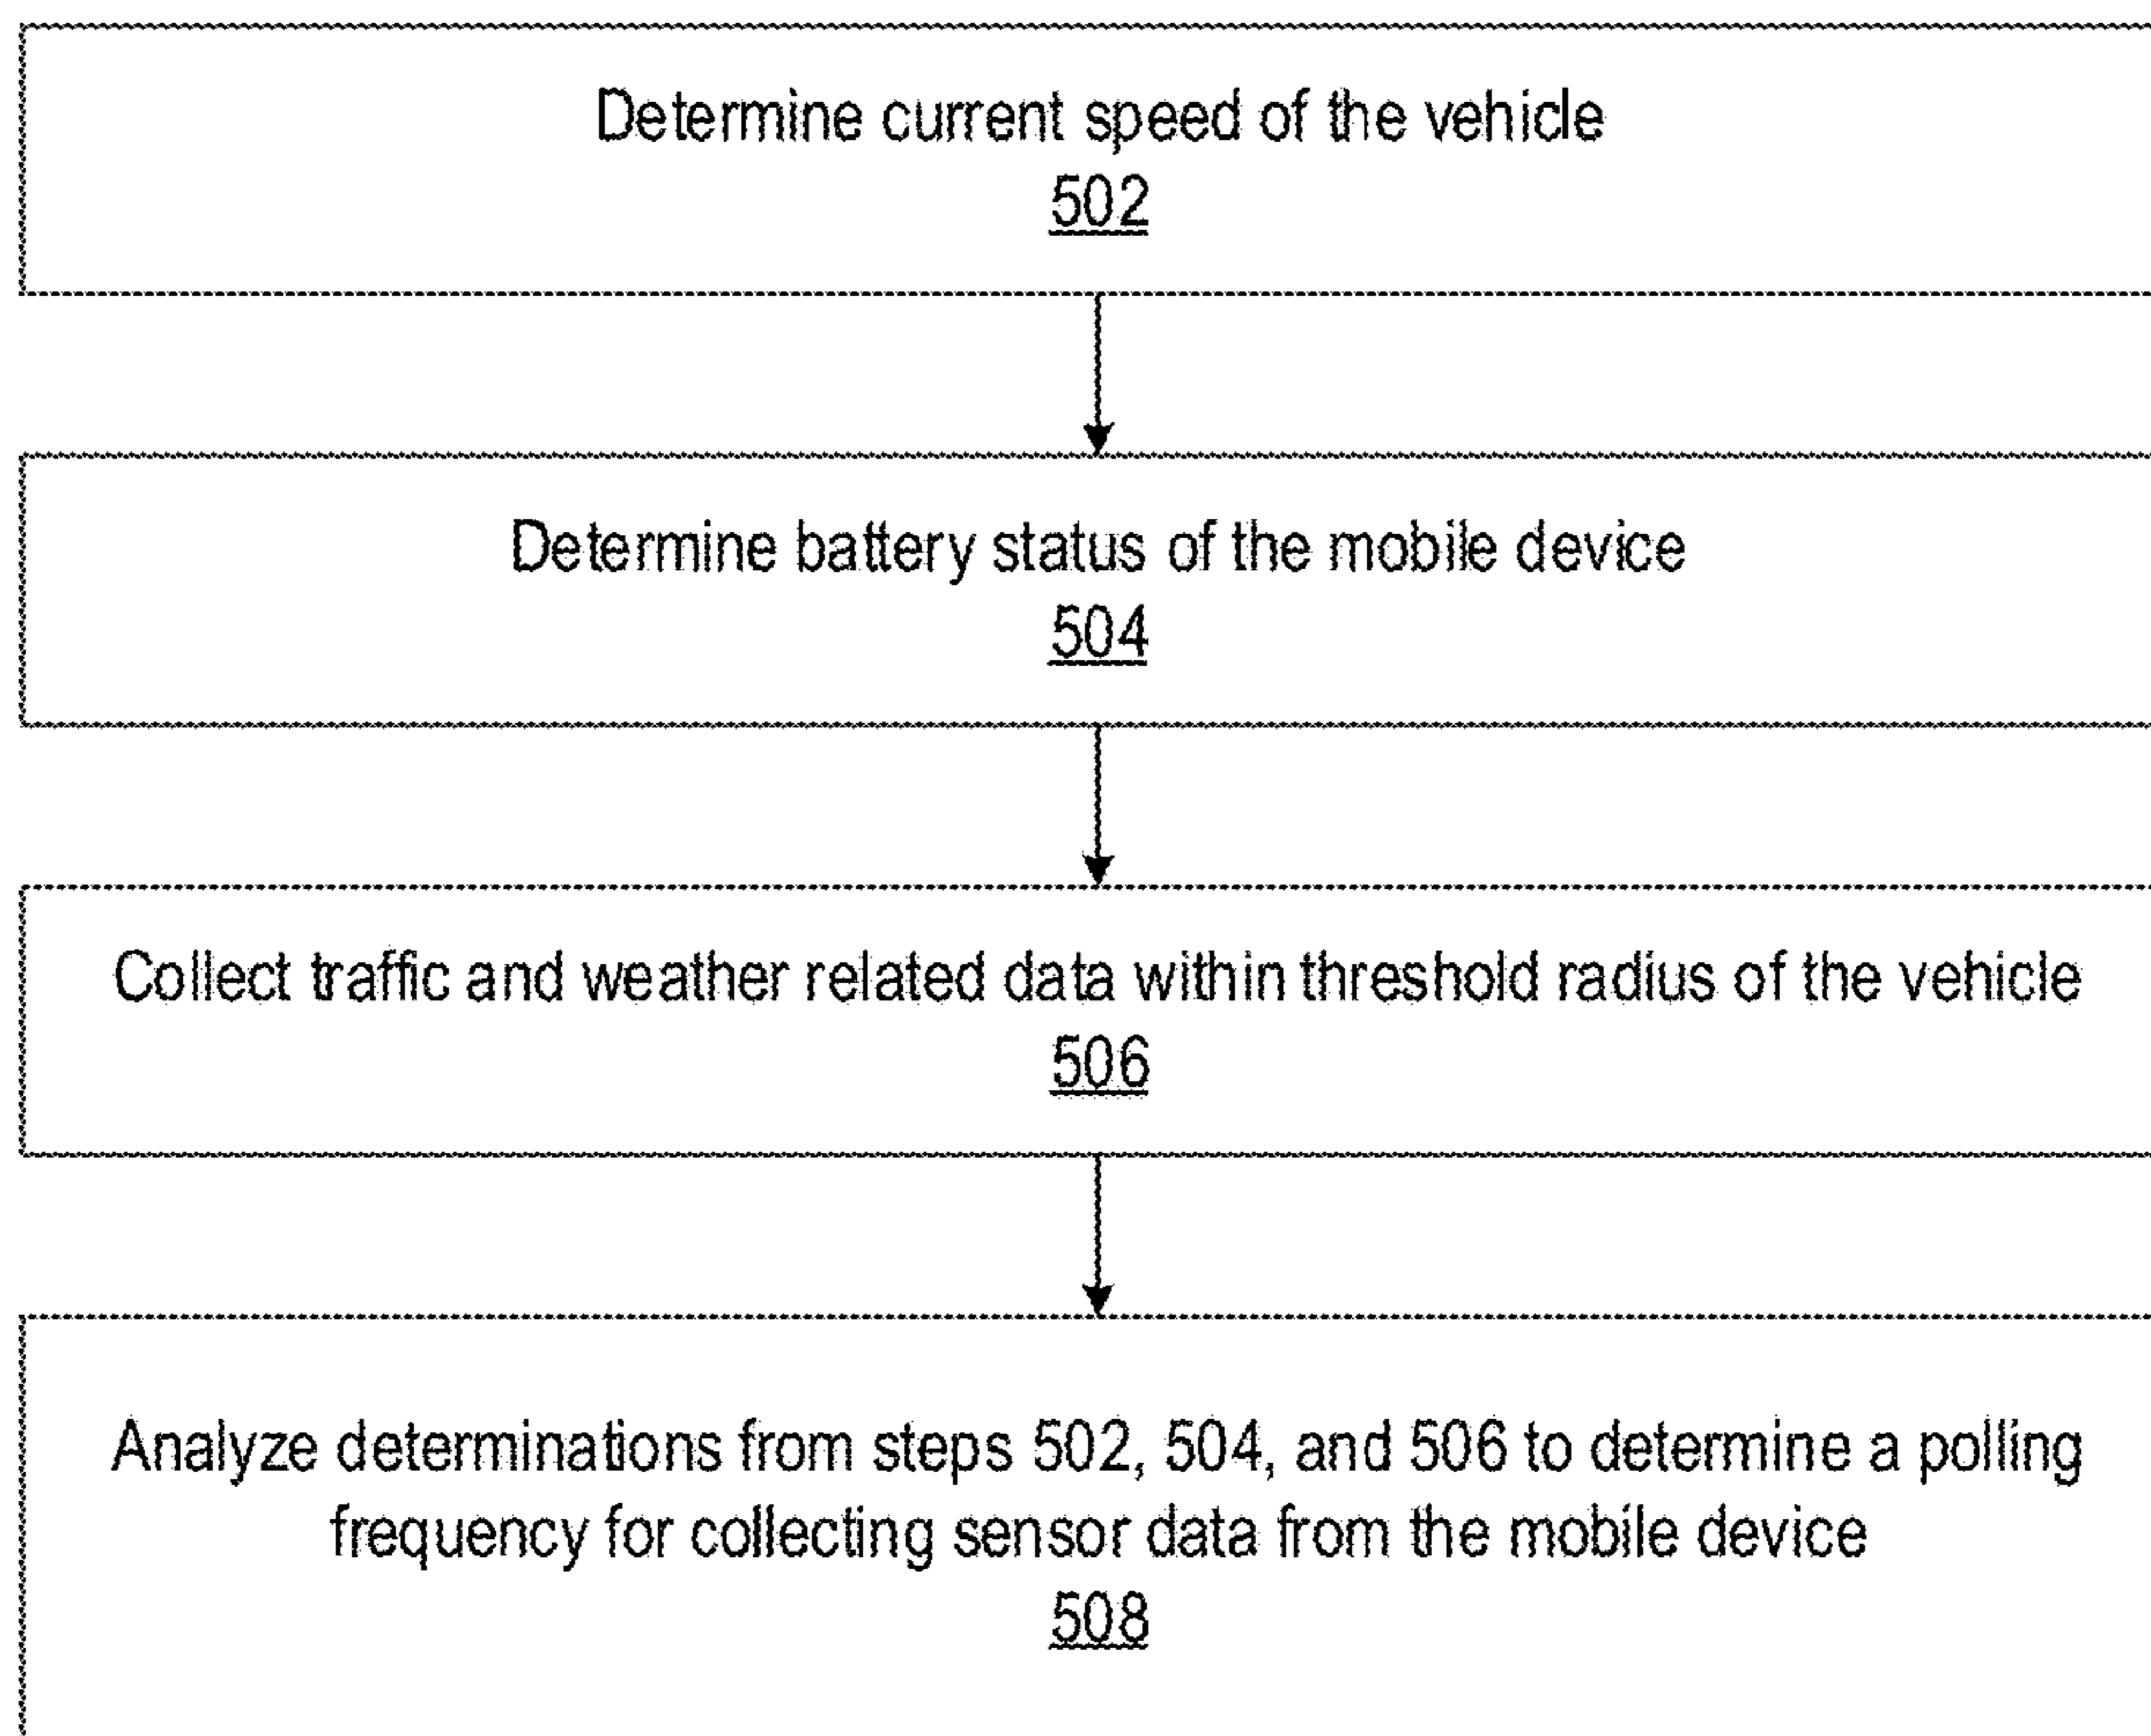 Determine current speed of the vehicle
502
Determine battery status of the mobile device
504
Collect traffic and weather related data within threshold radius of the vehicle
506
Analyze determinations from steps 502, 504, and 506 to determine a polling
frequency for collecting sensor data from the mobile device
508